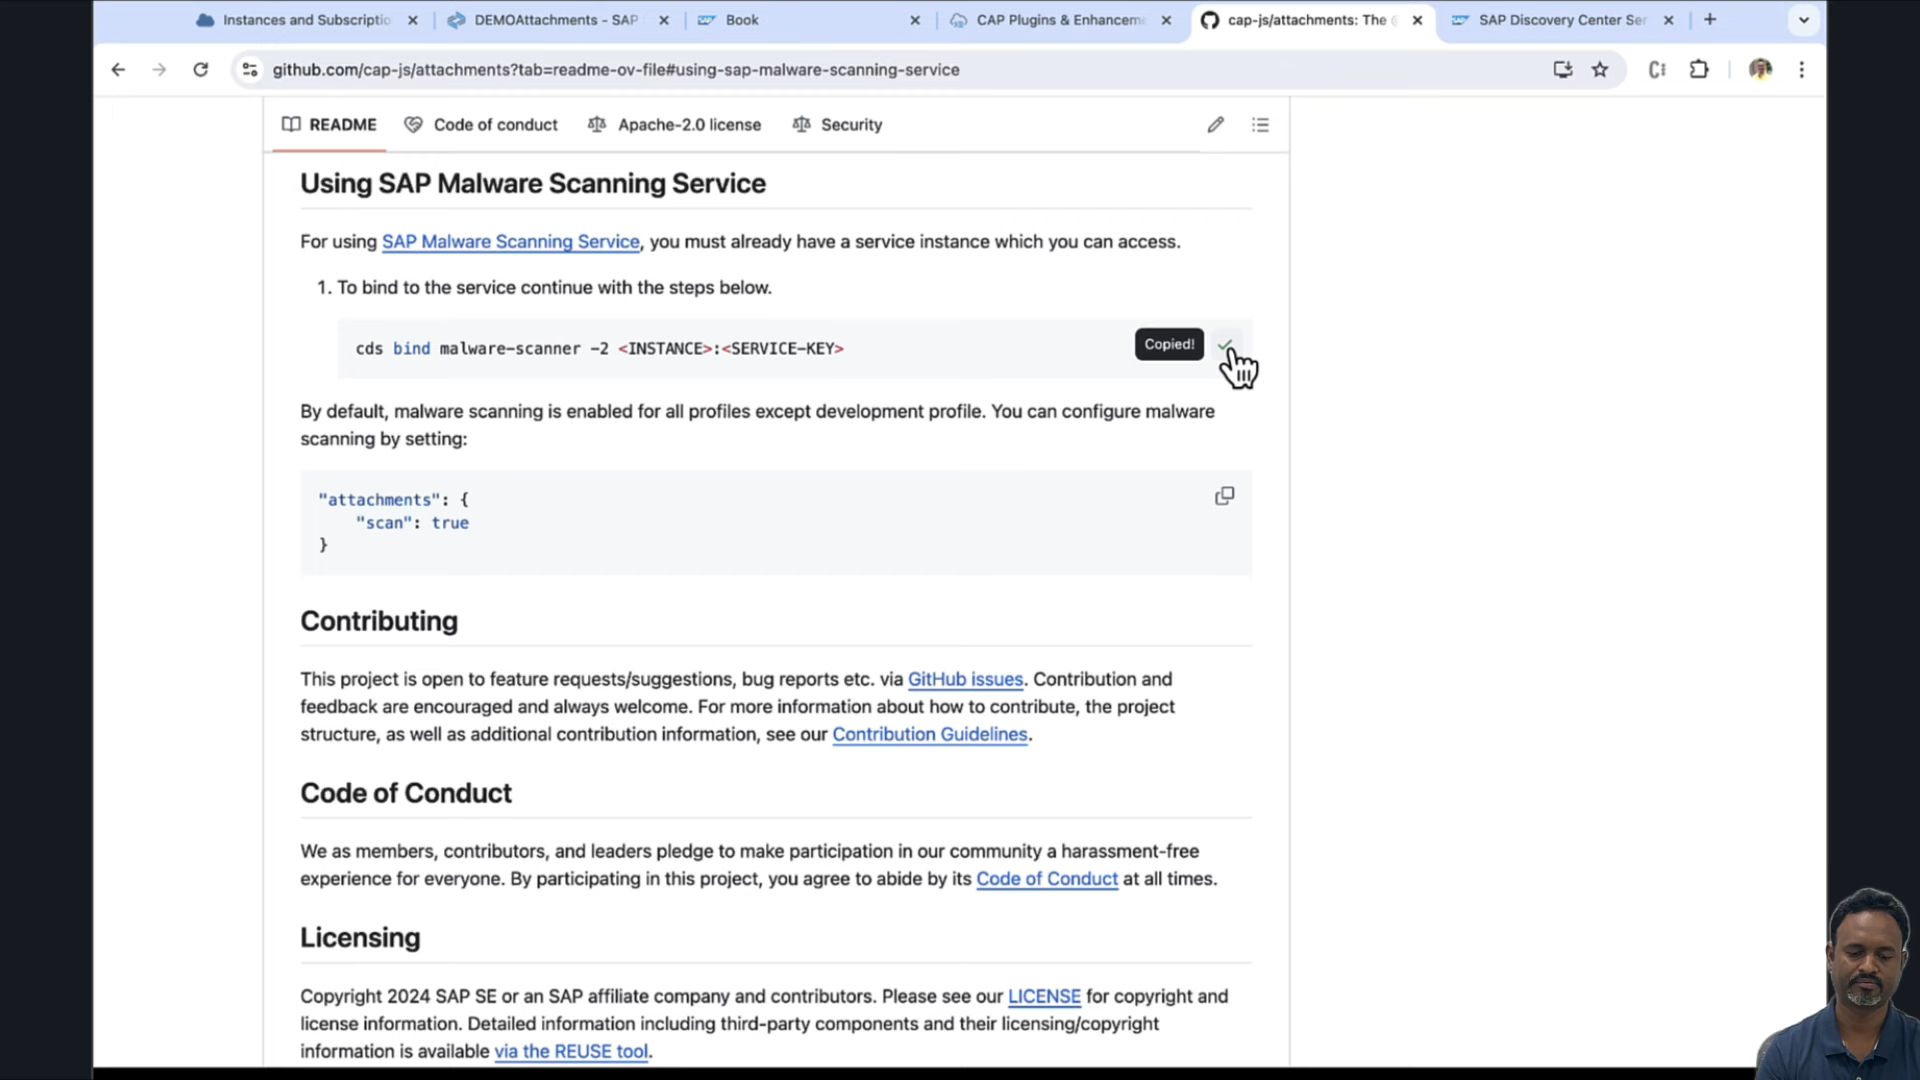 Instances and Subscriptio
DEMOAttachments - SAP
Book
CAP Plugins & Enhanceme
cap-js/attachments: The
SAP Discovery Center Ser
github.com/cap-js/attachments?tab=readme-ov-file#using-sap-malware-scanning-service
README
Code of conduct
Apache-2.0 license
Security
Using SAP Malware Scanning Service
For using SAP Malware Scanning Service, you must already have a service instance which you can access.
1. To bind to the service continue with the steps below.
cds bind malware-scanner -2 <INSTANCE>:<SERVICE-KEY>
Copied!
By default, malware scanning is enabled for all profiles except development profile. You can configure malware
scanning by setting:
"attachments": {
"scan": true
}
Contributing
This project is open to feature requests/suggestions, bug reports etc. via GitHub issues. Contribution and
feedback are encouraged and always welcome. For more information about how to contribute, the project
structure, as well as additional contribution information, see our Contribution Guidelines.
Code of Conduct
We as members, contributors, and leaders pledge to make participation in our community a harassment-free
experience for everyone. By participating in this project, you agree to abide by its Code of Conduct at all times.
Licensing
Copyright 2024 SAP SE or an SAP affiliate company and contributors. Please see our LICENSE for copyright and
license information. Detailed information including third-party components and their licensing/copyright
information is available via the REUSE tool.